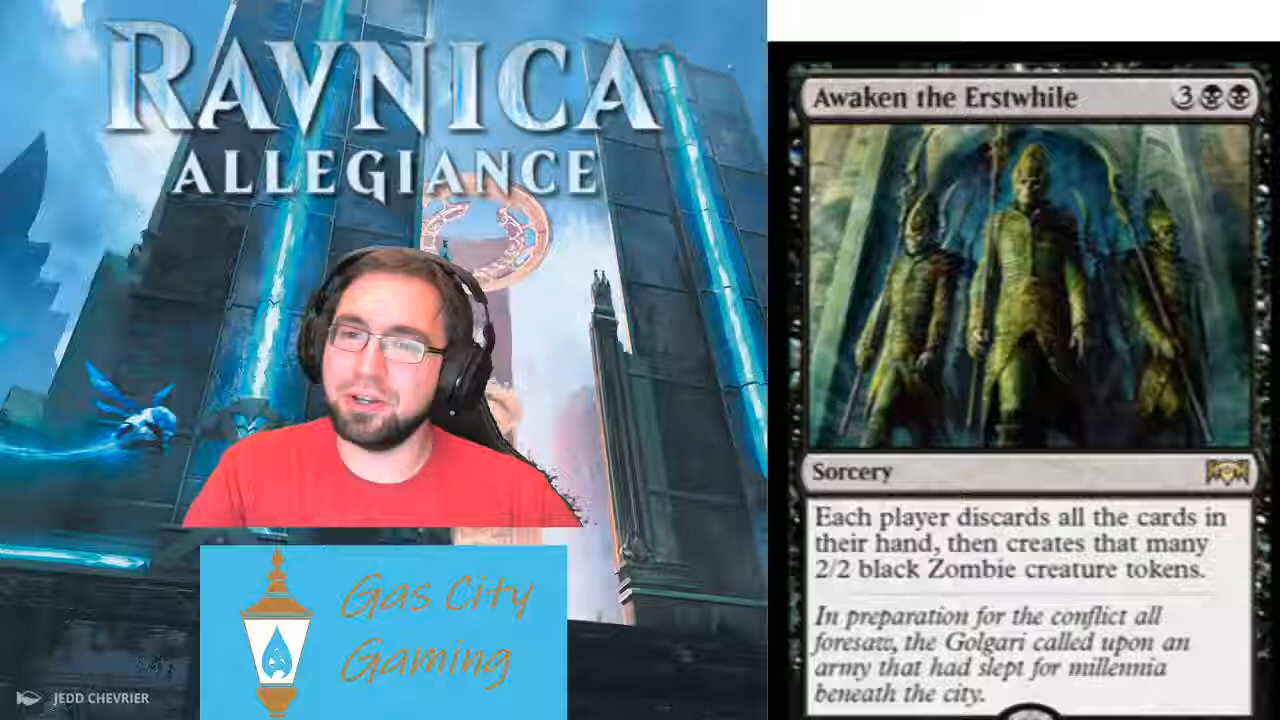 RAVNICA
ALLEGIANCE
Gas City
Gaming
JEDD CHEVRIER
Awaken the Erstwhile 3
Sorcery
Each player discards all the cards in
their hand, then creates that many
2/2 black Zombie creature tokens.
In preparation for the conflict all
foresaw, the Golgari called upon an
army that had slept for millennia
beneath the city.